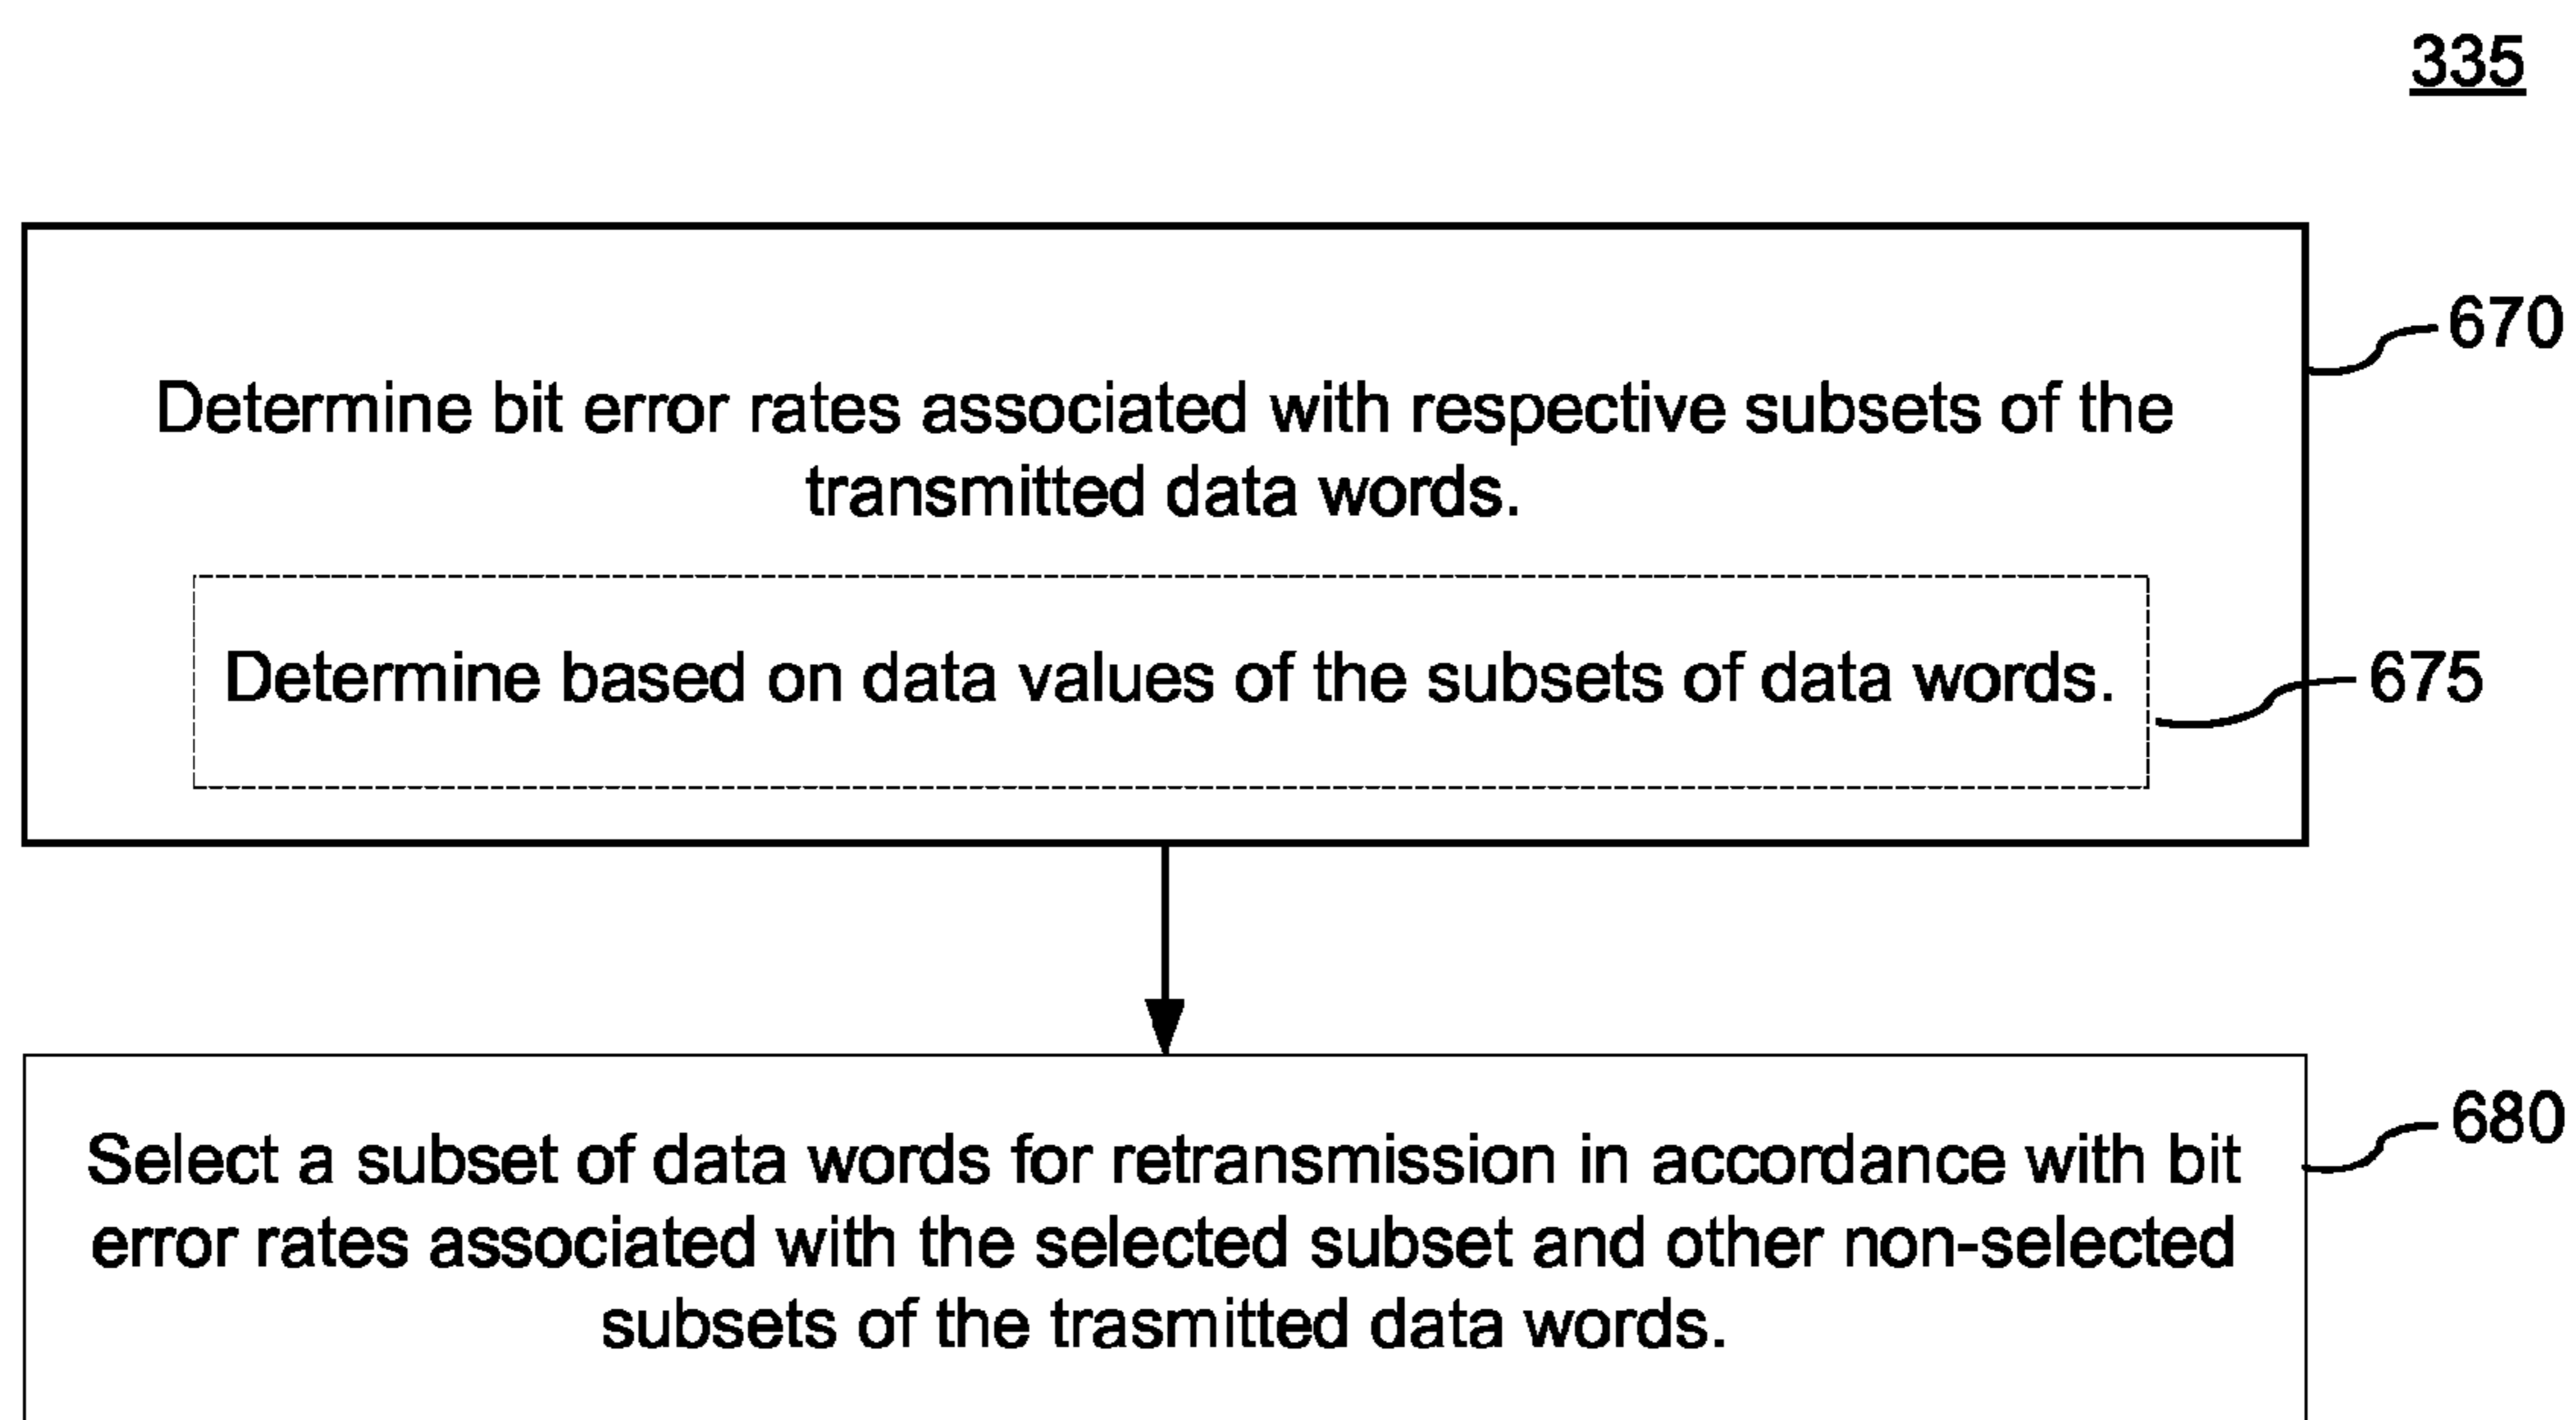 335
670
Determine bit error rates associated with respective subsets of the
transmitted data words.
Determine based on data values of the subsets of data words.
675
680
Select a subset of data words for retransmission in accordance with bit
error rates associated with the selected subset and other non-selected
subsets of the trasmitted data words.